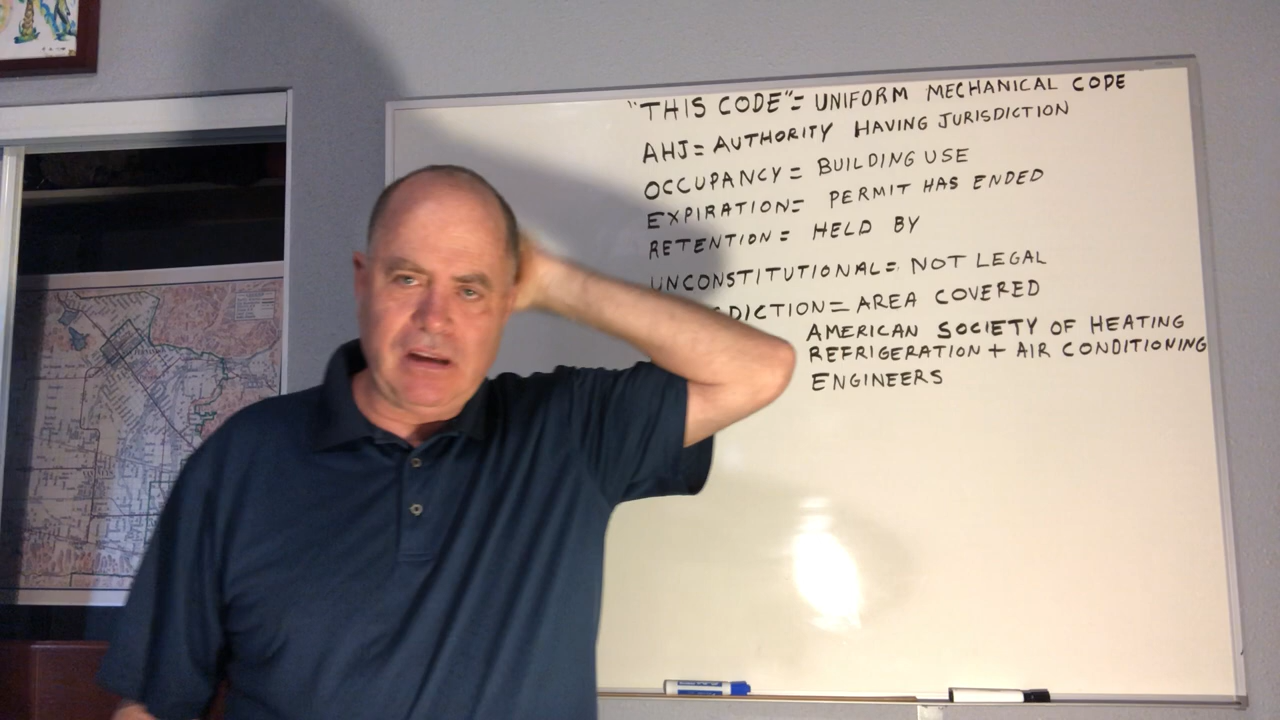 "THIS CODE"= UNIFORM MECHANICAL CODE
AHJ= AUTHORITY HAVING JURISDICTION
OCCUPANCY= BUILDING USE
EXPIRATION= PERMIT HAS ENDED
RETENTION= HELD BY
UNCONSTITUTIONAL= NOT LEGAL
DICTION= AREA COVERED
AMERICAN SOCIETY OF HEATING
REFRIGERATION + AIR CONDITIONING
ENGINEERS